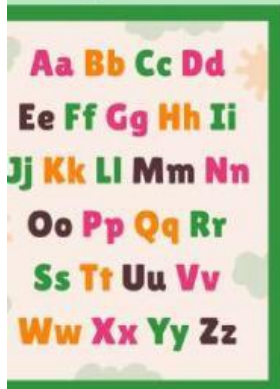 Aa Bb Cc Dd
Ee Ff Gg Hh Ii
Jj Kk Ll Mm Nn
Oo Pp Qq Rr
Ss Tt Uu Vv
Ww Xx Yy Zz